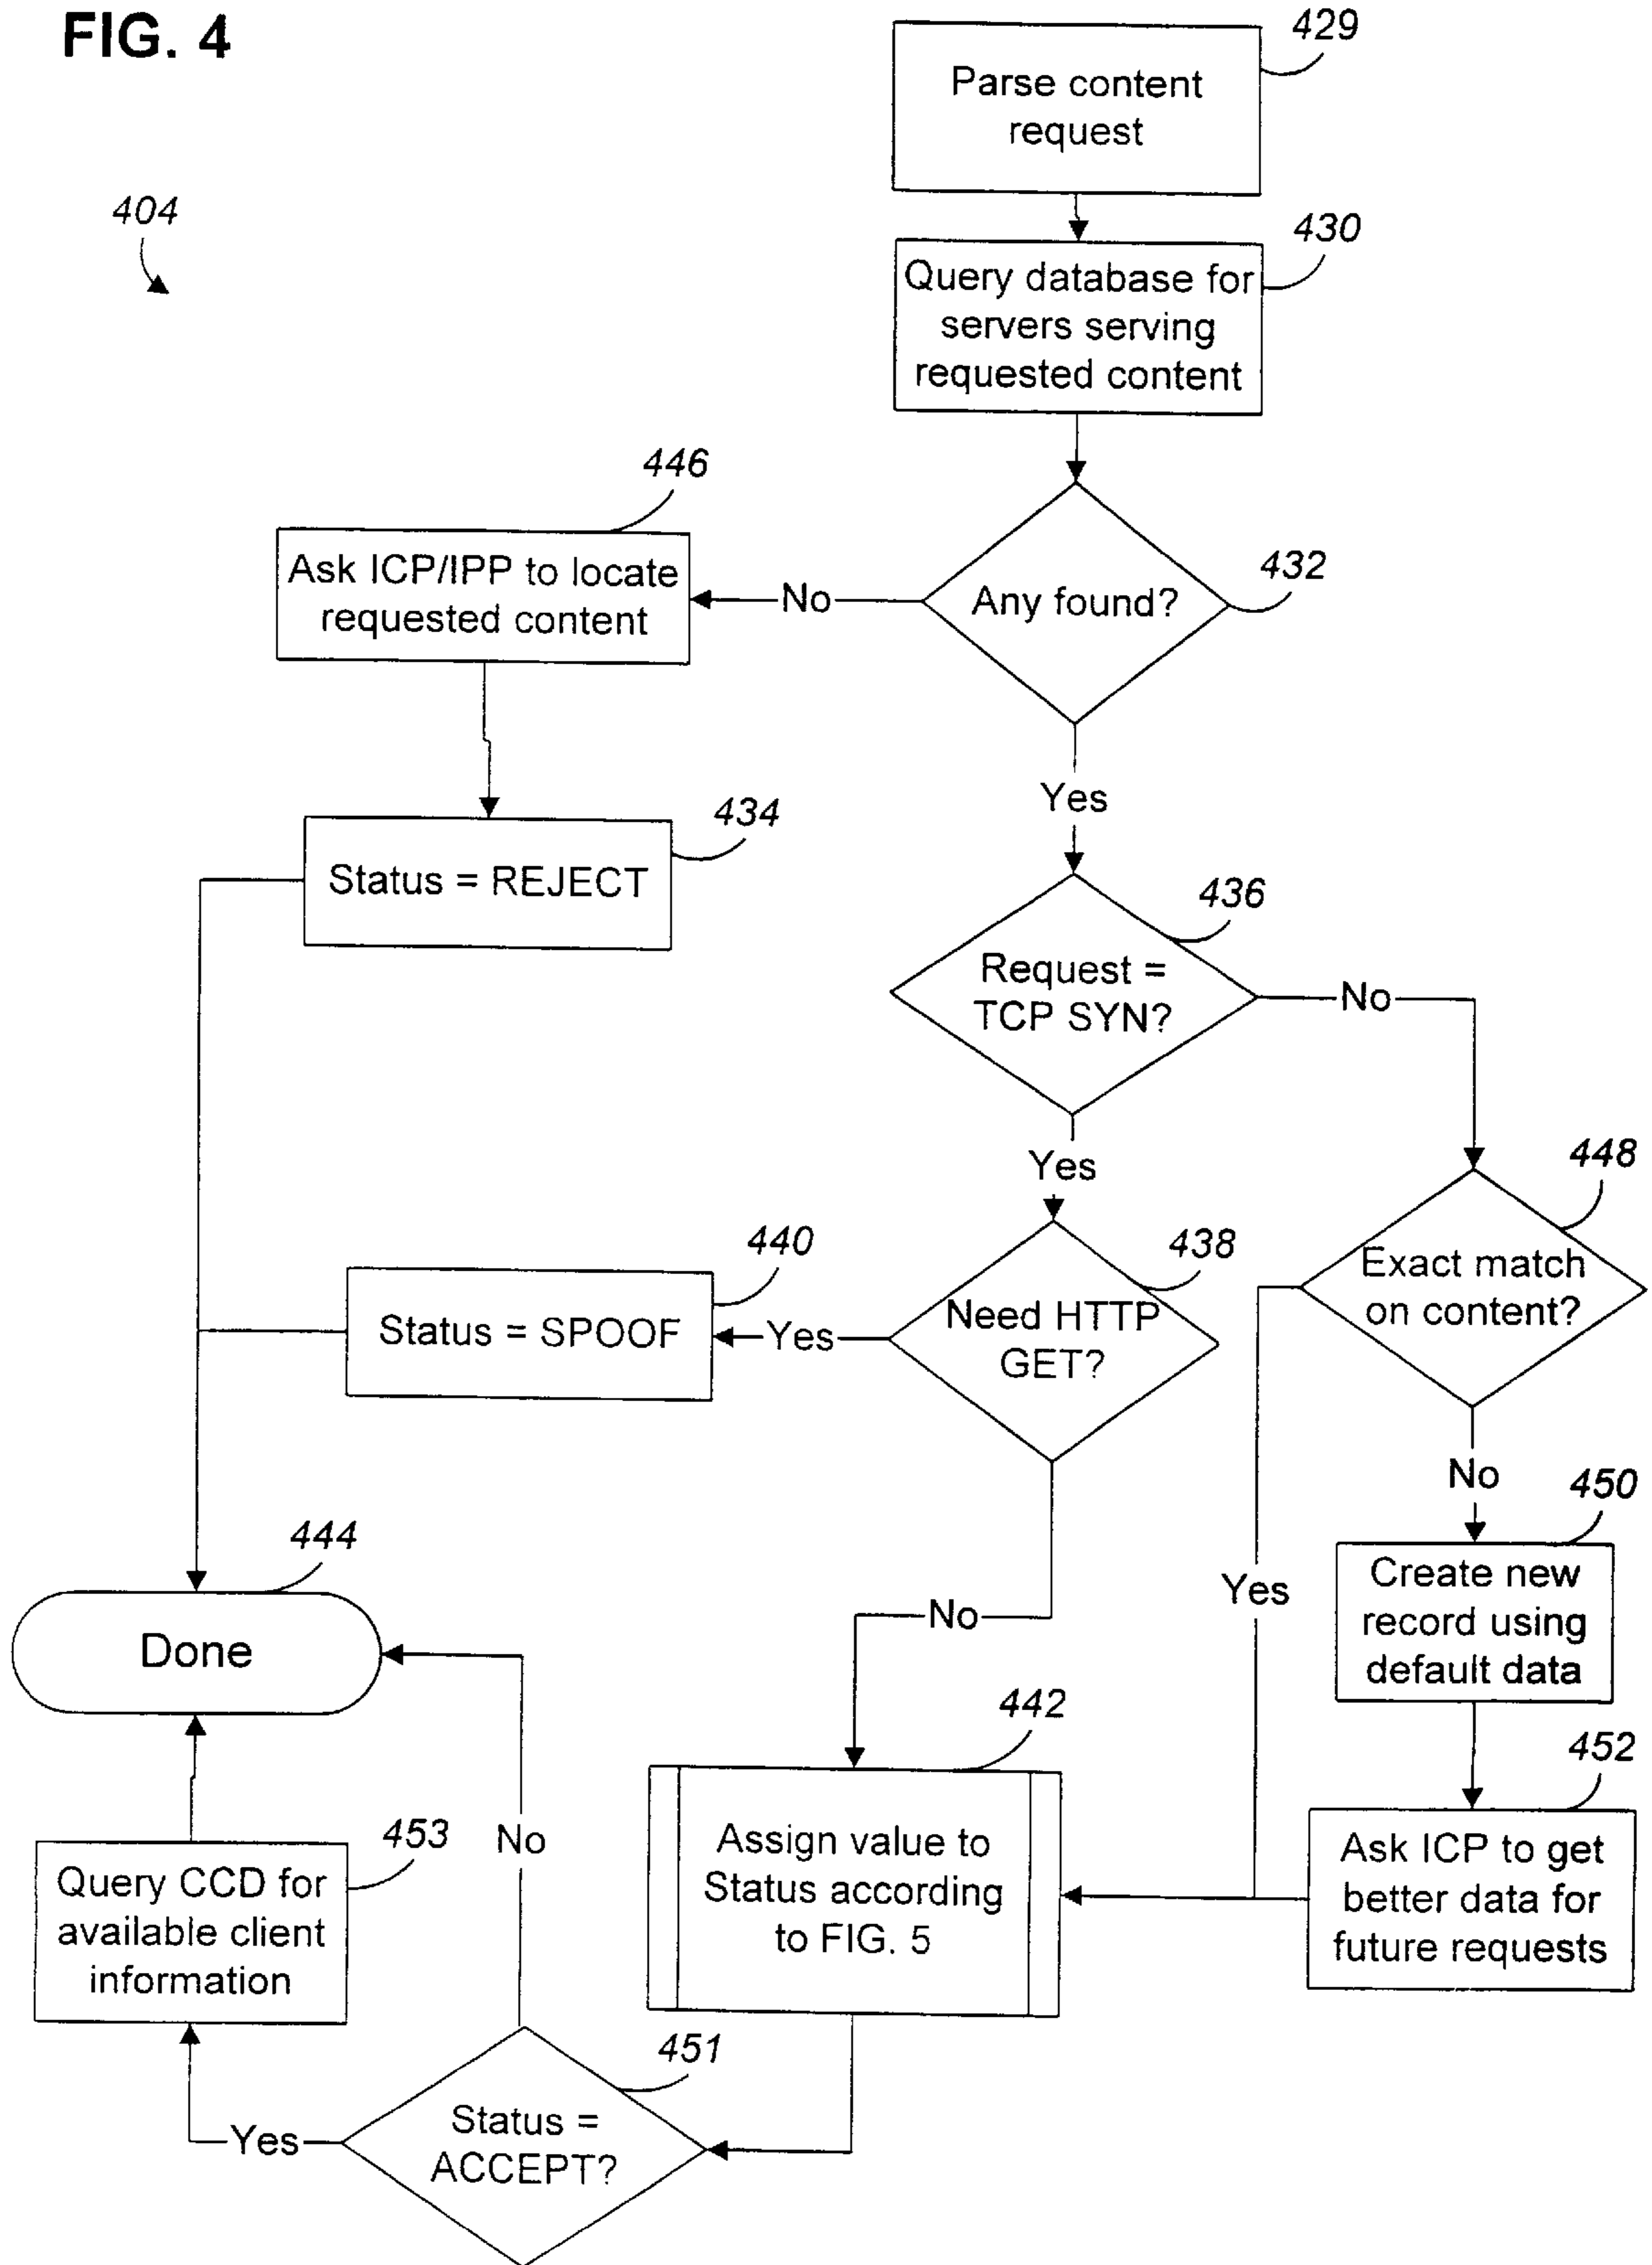 FIG. 4
429
Parse content
request
404
430
Query database for
servers serving
requested content
446
Ask ICP/IPP to locate
requested content
No
Any found?
432
Yes
434
Status = REJECT
436
Request =
TCP SYN?
No
Yes
448
Exact match
on content?
440
Status = SPOOF
Yes
438
Need HTTP
GET?
No
450
Create new
record using
default data
Yes
444
Done
No
442
Assign value to
Status according
to FIG. 5
452
Ask ICP to get
better data for
future requests
453
Query CCD for
available client
information
No
451
Status =
ACCEPT?
Yes